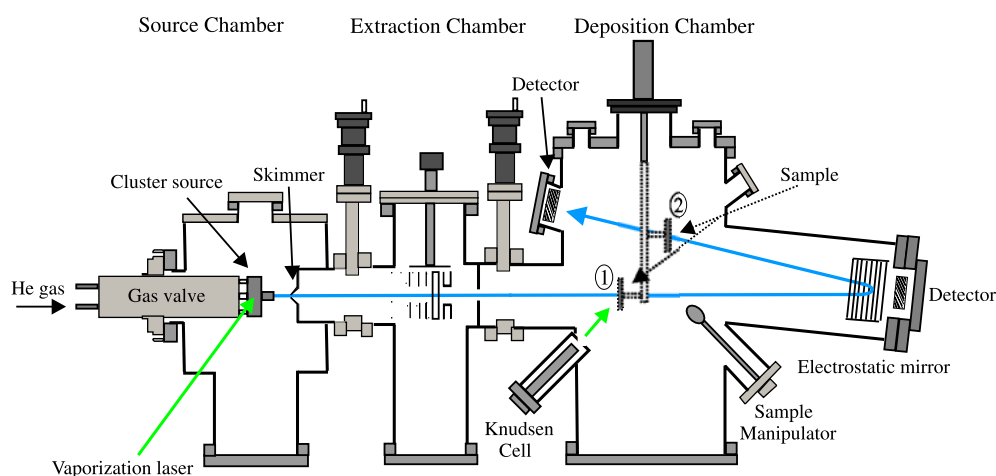 Source Chamber
Extraction Chamber
Deposition Chamber
Detector
Cluster source
Skimmer
Sample
②
①
He gas
Gas valve
Detector
Electrostatic mirror
Knudsen
Cell
Sample
Manipulator
Vaporization laser